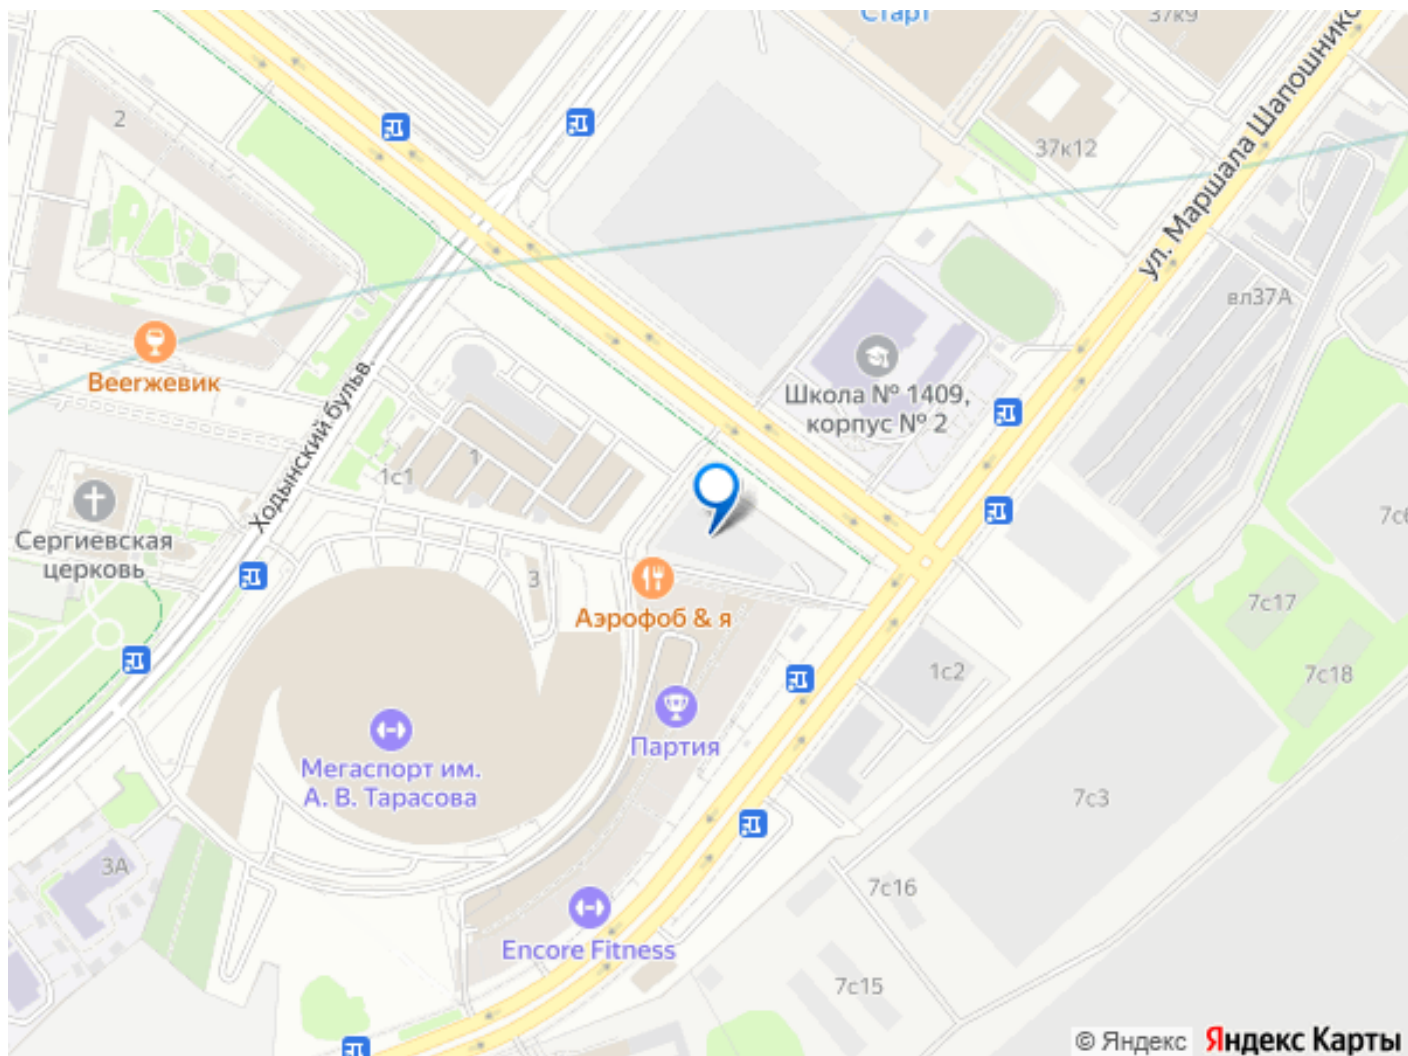 Старт
37к9
ул. Маршала Шапошнико
2
37к12
вл37А
Веегжевик
Школа № 1409,
корпус № 2
Ходынский бульв.
1
1с1
7с6
Сергиевская
церковь
3
Аэрофоб & я
7с17
1с2
7с18
Партия
Мегаспорт им.
А. В. Тарасова
7с3
3А
7с16
Encore Fitness
7с15
© Яндекс Яндекс Карты